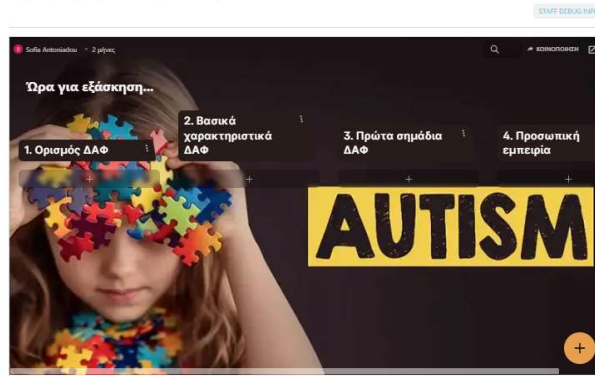 STAFF DEBUG INFO
S Sofia Antoniadou • 2 μήνες
ΚΟΙΝΟΠΟΙΗΣΗ
Ώρα για εξάσκηση...
1. Ορισμός ΔΑΦ
2. Βασικά
χαρακτηριστικά
ΔΑΦ
3. Πρώτα σημάδια
ΔΑΦ
4. Προσωπική
εμπειρία
AUTISM